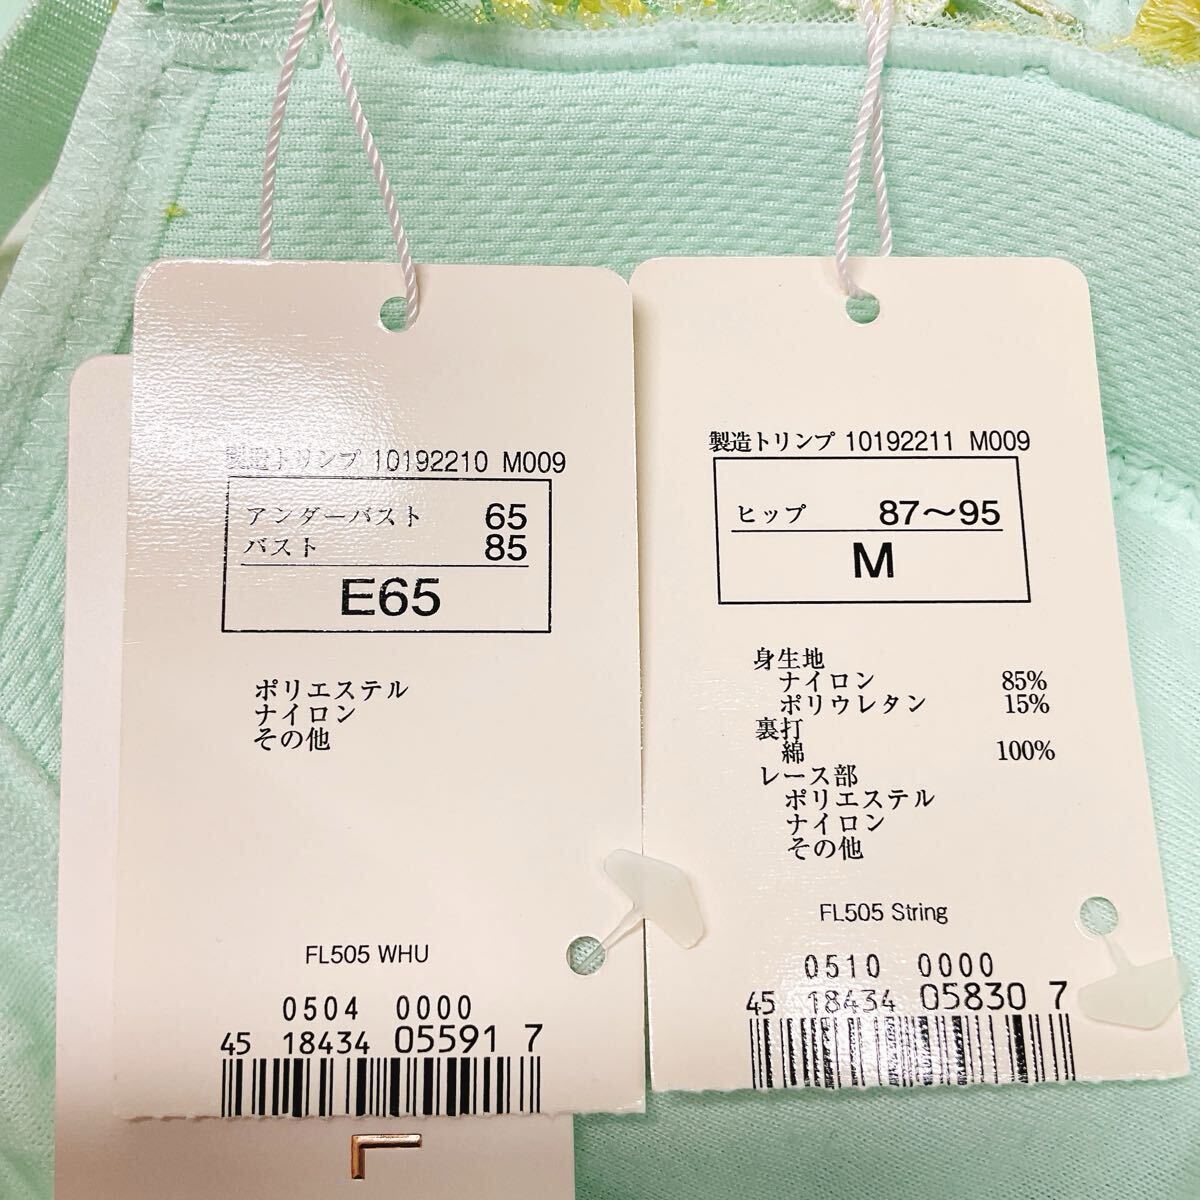 製造トリンプ 10192210 M009
アンダーバスト 65
バスト 85
E65
ポリエステル
ナイロン
その他
FL505 WHU
0504 0000
45 18434 05591 7
L
製造トリンプ 10192211 M009
ヒップ 87～95
M
身生地
ナイロン 85%
ポリウレタン 15%
裏打
綿 100%
レース部
ポリエステル
ナイロン
その他
FL505 String
0510 0000
45 18434 05830 7